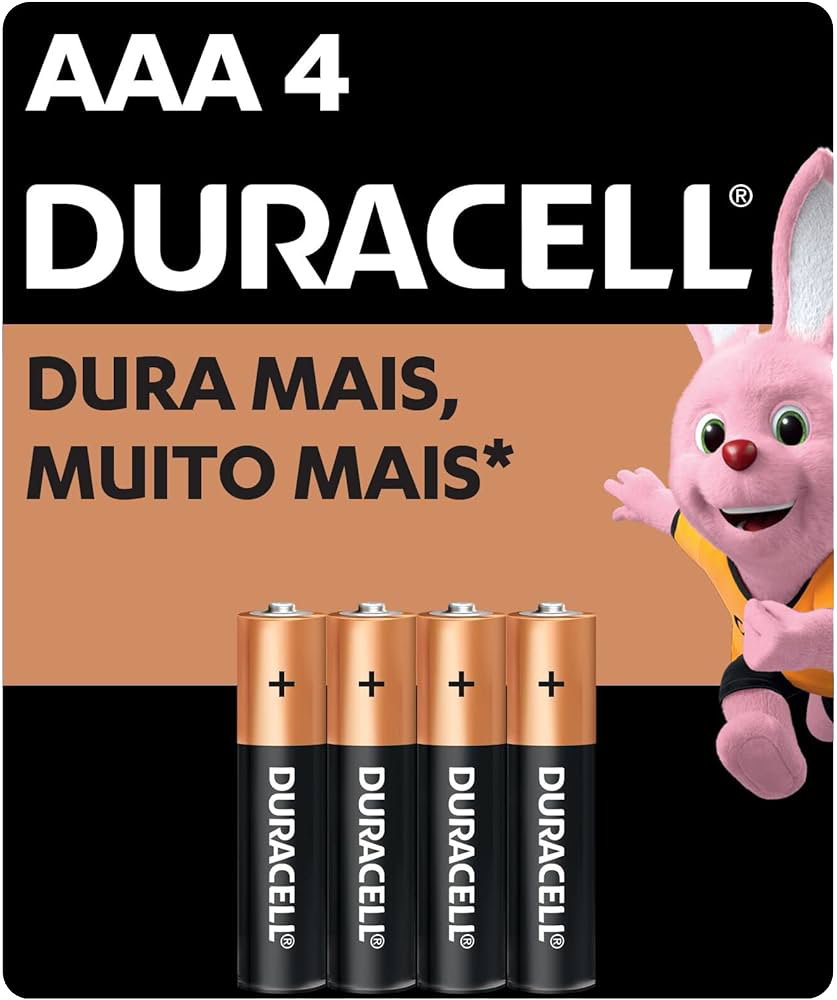 AAA 4
DURACELL®
DURA MAIS,
MUITO MAIS*
+ + + +
DURACELL®
DURACELL®
DURACELL®
DURACELL®